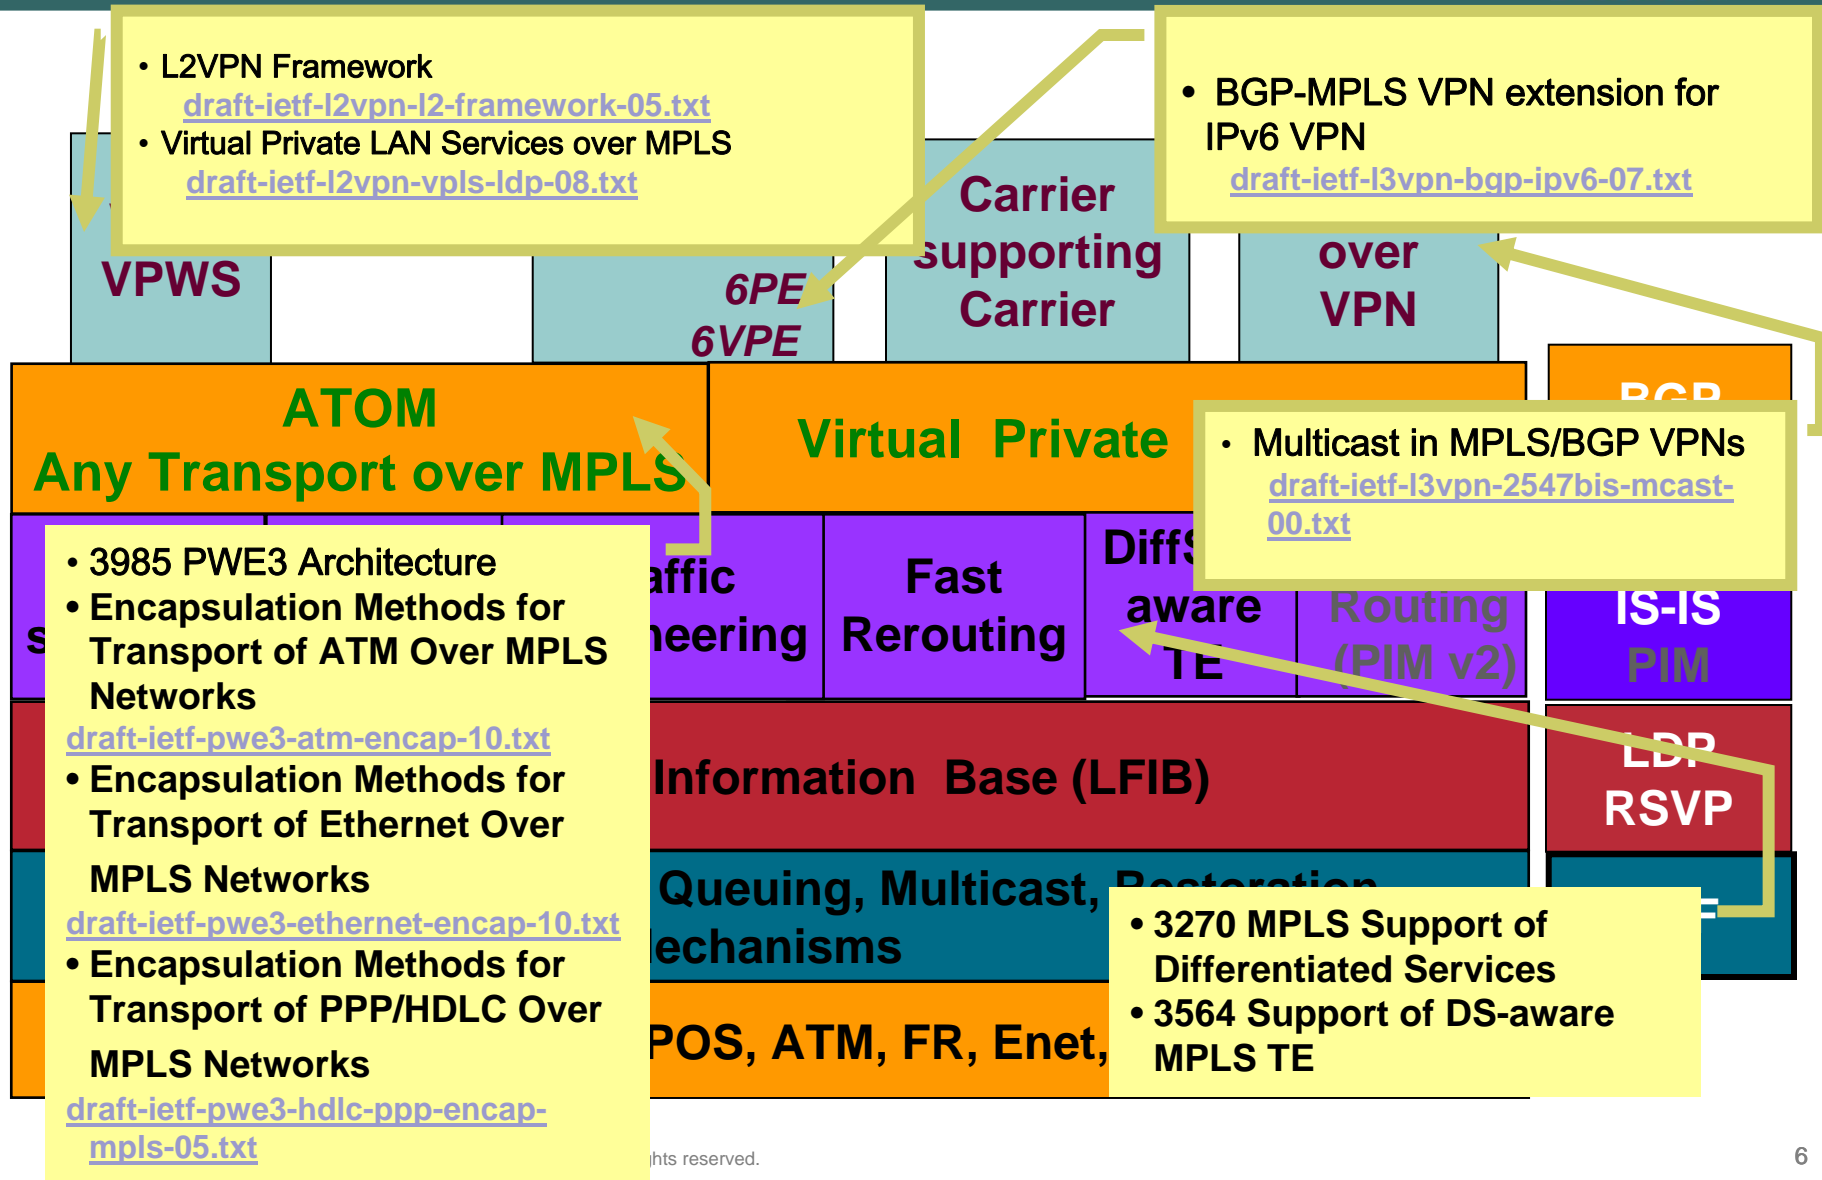 • L2VPN Framework
draft-ietf-l2vpn-l2-framework-05.txt
• Virtual Private LAN Services over MPLS
draft-ietf-l2vpn-vpls-ldp-08.txt
• BGP-MPLS VPN extension for
IPv6 VPN
draft-ietf-l3vpn-bgp-ipv6-07.txt
VPWS
6PE
6VPE
Carrier
supporting
Carrier
over
VPN
ATOM
Any Transport over MPLS
Virtual Private
BGP
• Multicast in MPLS/BGP VPNs
draft-ietf-l3vpn-2547bis-mcast-
00.txt
• 3985 PWE3 Architecture
• Encapsulation Methods for
Transport of ATM Over MPLS
Networks
draft-ietf-pwe3-atm-encap-10.txt
• Encapsulation Methods for
Transport of Ethernet Over
MPLS Networks
draft-ietf-pwe3-ethernet-encap-10.txt
• Encapsulation Methods for
Transport of PPP/HDLC Over
MPLS Networks
draft-ietf-pwe3-hdlc-ppp-encap-
mpls-05.txt
Fast
Rerouting
aware
TE
Routing
(PIM v2)
IS-IS
PIM
Information Base (LFIB)
LDP
RSVP
Queuing, Multicast, Restoration
echanisms
POS, ATM, FR, Enet,
• 3270 MPLS Support of
Differentiated Services
• 3564 Support of DS-aware
MPLS TE
hts reserved.
6